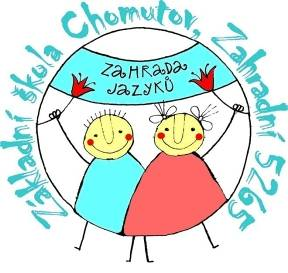 Základní škola Chomutov, Zahradní 5265
ZAHRADA
JAZYKŮ